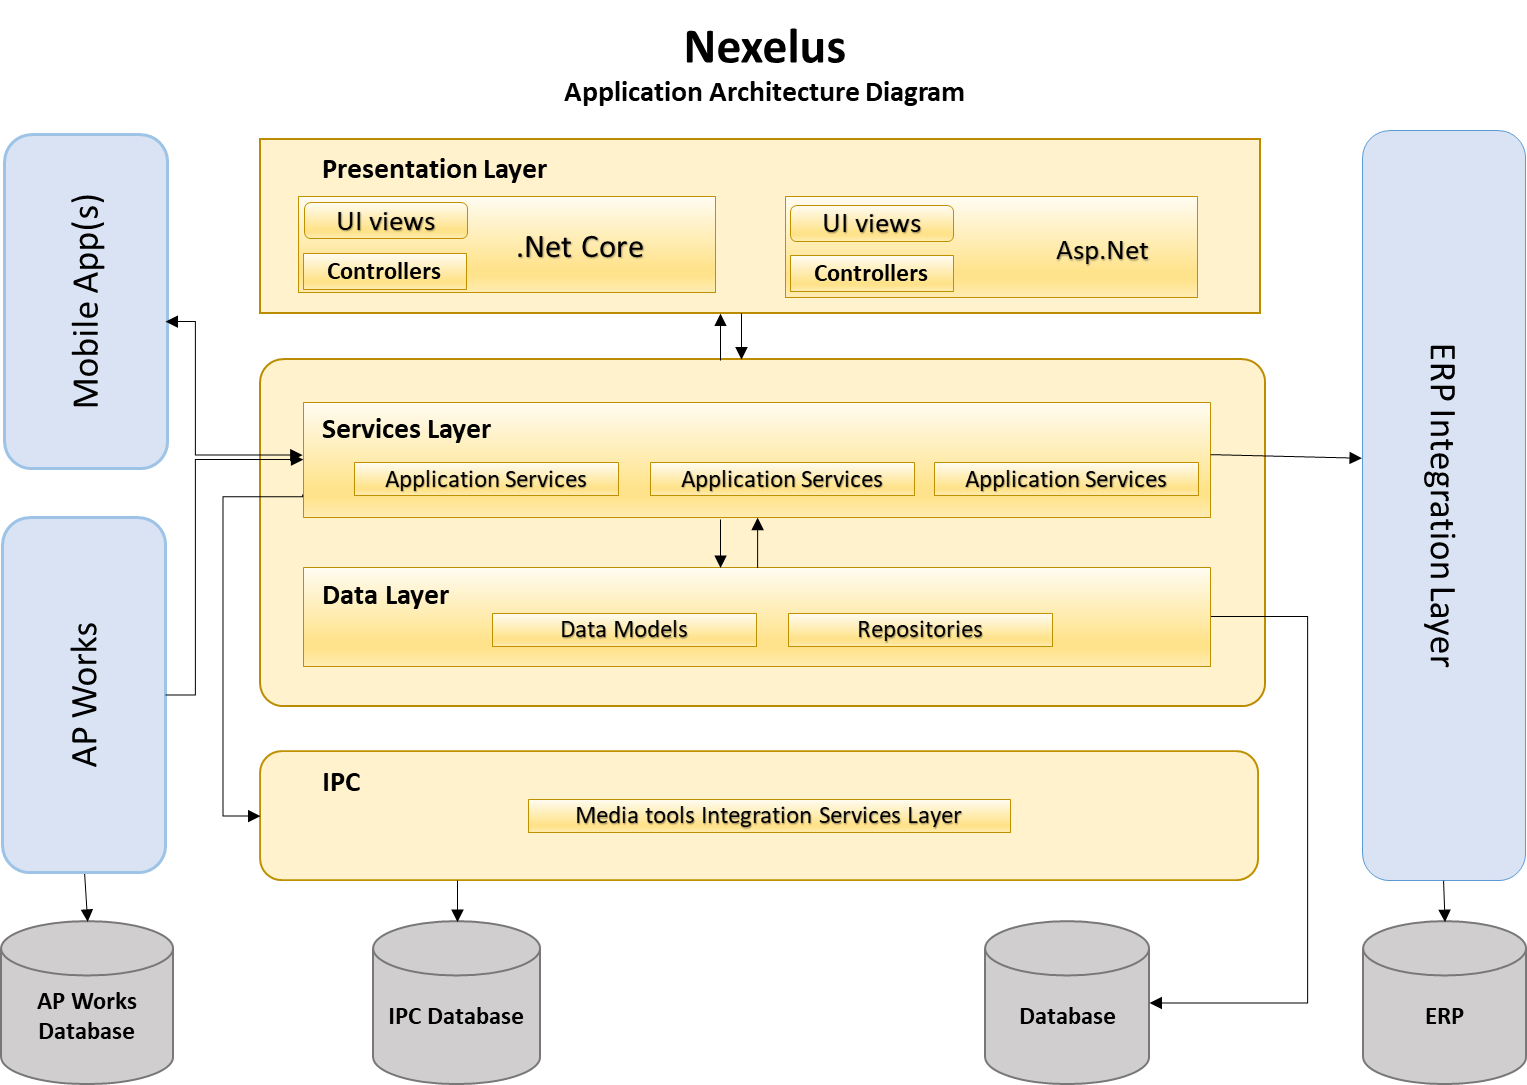 Nexelus
Application Architecture Diagram
Mobile App(s)
Presentation Layer
UI views
Controllers
.Net Core
UI views
Controllers
Asp.Net
ERP Integration Layer
Services Layer
Application Services
Application Services
Application Services
AP Works
Data Layer
Data Models
Repositories
IPC
Media tools Integration Services Layer
AP Works
Database
IPC Database
Database
ERP